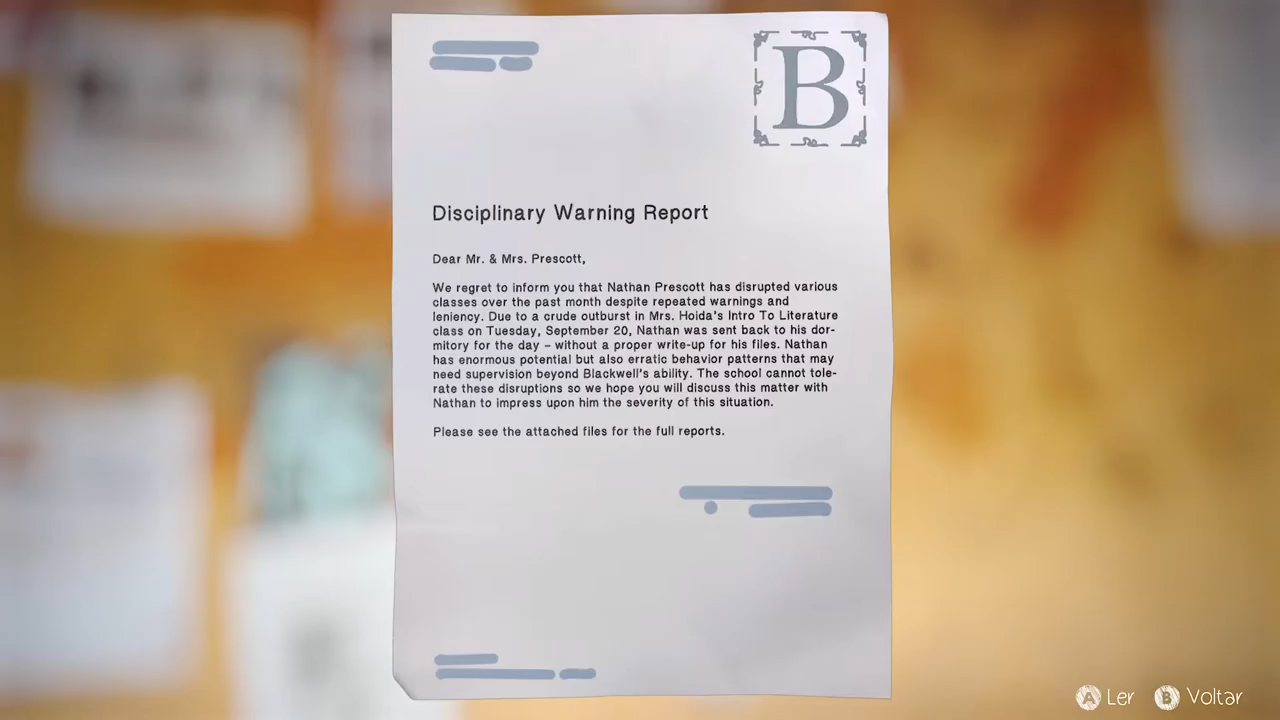 B
Disciplinary Warning Report
Dear Mr. & Mrs. Prescott,
We regret to inform you that Nathan Prescott has disrupted various
classes over the past month despite repeated warnings and
leniency. Due to a crude outburst in Mrs. Hoida's Intro To Literature
class on Tuesday, September 20, Nathan was sent back to his dor-
mitory for the day – without a proper write-up for his files. Nathan
has enormous potential but also erratic behavior patterns that may
need supervision beyond Blackwell's ability. The school cannot tole-
rate these disruptions so we hope you will discuss this matter with
Nathan to impress upon him the severity of this situation.
Please see the attached files for the full reports.
A Ler B Voltar